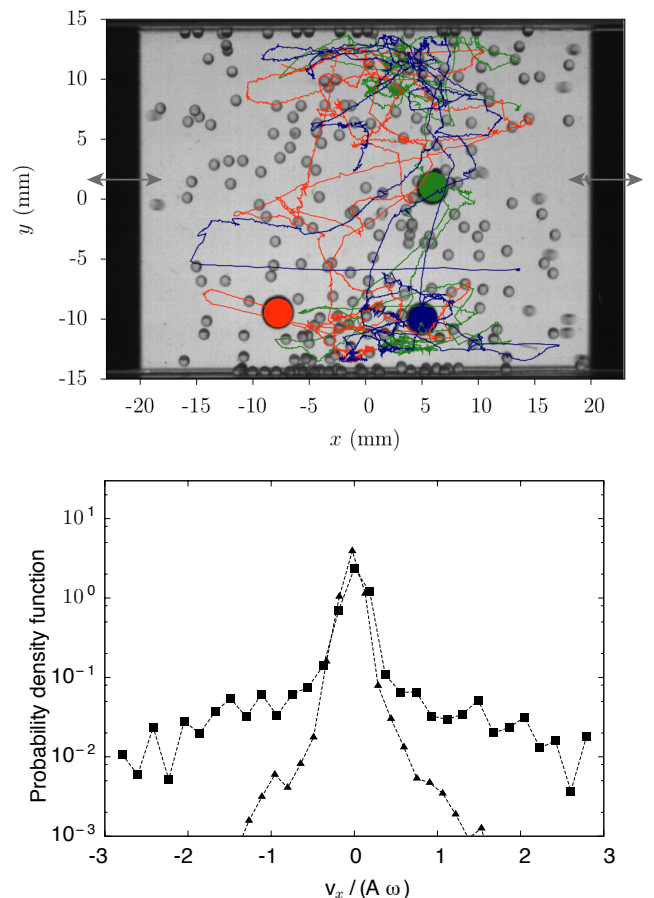 15
10
5
0
-5
-10
-15
y (mm)
-20 -15 -10 -5 0 5 10 15 20
x (mm)
10^1
10^0
10^-1
10^-2
10^-3
Probability density function
-3 -2 -1 0 1 2 3
v_x / (A ω)